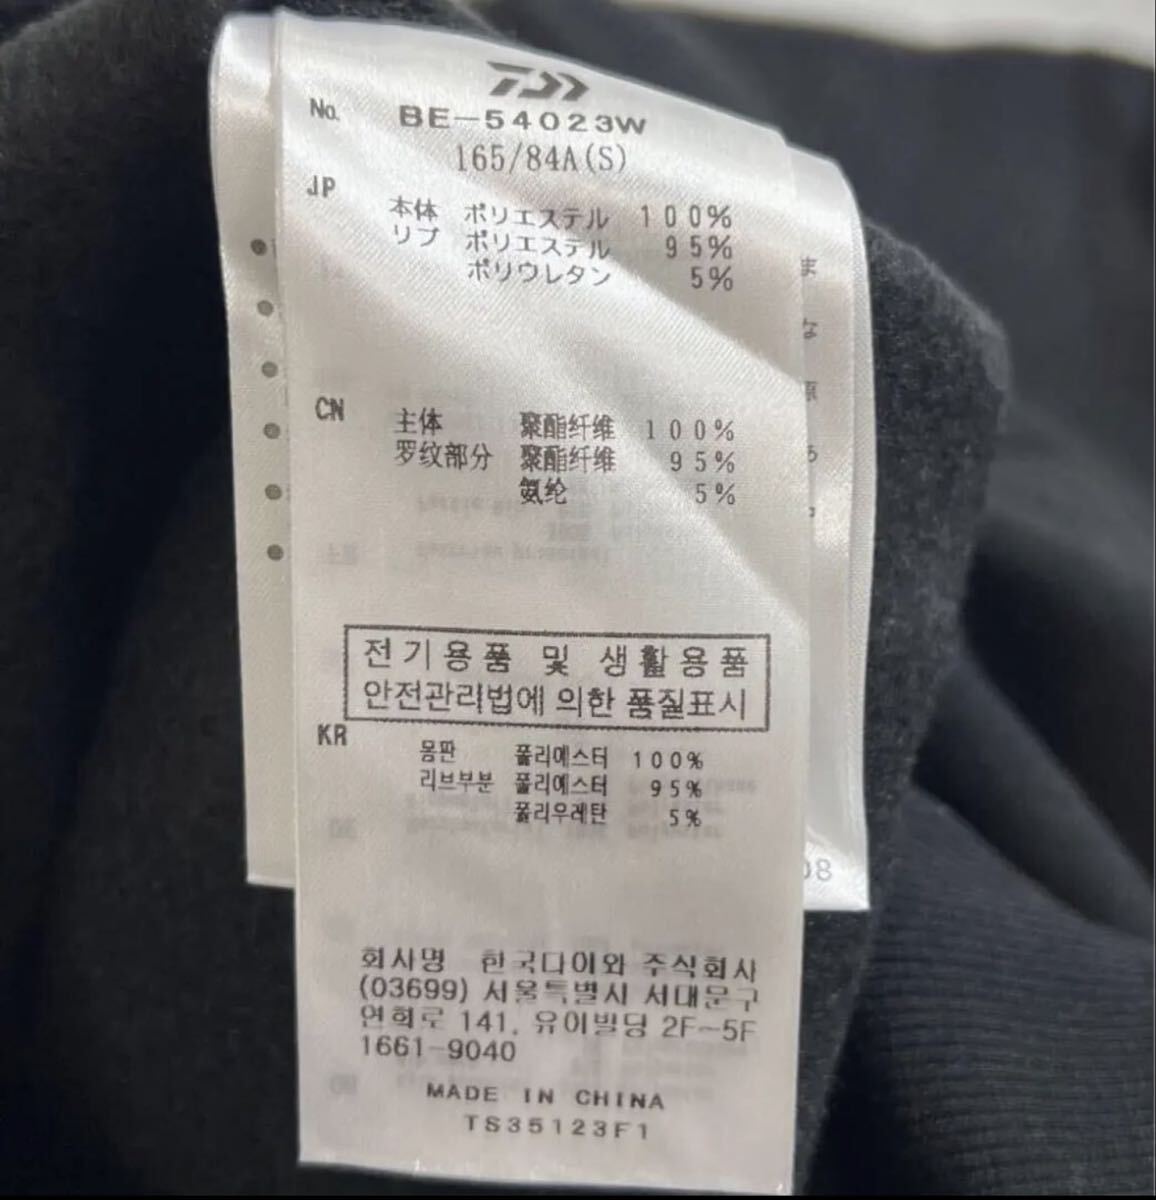 No. BE-54023W
165/84A(S)
JP
本体 ポリエステル 100%
リブ ポリエステル 95%
ポリウレタン 5%
CN
主体 聚酯纤维 100%
罗纹部分 聚酯纤维 95%
氨纶 5%
전기용품 및 생활용품
안전관리법에 의한 품질표시
KR
몸판 폴리에스터 100%
리브부분 폴리에스터 95%
폴리우레탄 5%
회사명 한국다이와 주식회사
(03699) 서울특별시 서대문구
연희로 141, 유이빌딩 2F~5F
1661-9040
MADE IN CHINA
TS35123F1
ま
な
原
08